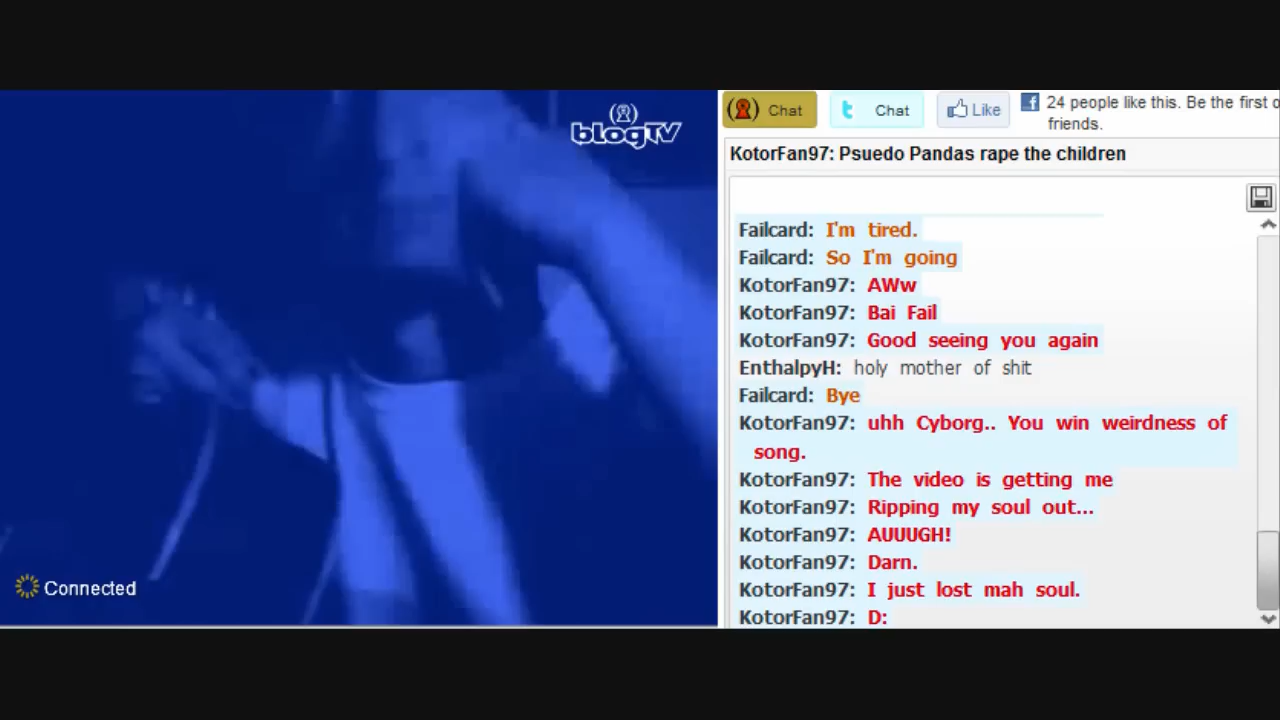 blogTV
Connected
Chat
Chat
Like
24 people like this. Be the first o
friends.
KotorFan97: Psuedo Pandas rape the children
Failcard: I'm tired.
Failcard: So I'm going
KotorFan97: AWw
KotorFan97: Bai Fail
KotorFan97: Good seeing you again
EnthalpyH: holy mother of shit
Failcard: Bye
KotorFan97: uhh Cyborg.. You win weirdness of
song.
KotorFan97: The video is getting me
KotorFan97: Ripping my soul out...
KotorFan97: AUUUGH!
KotorFan97: Darn.
KotorFan97: I just lost mah soul.
KotorFan97: D: